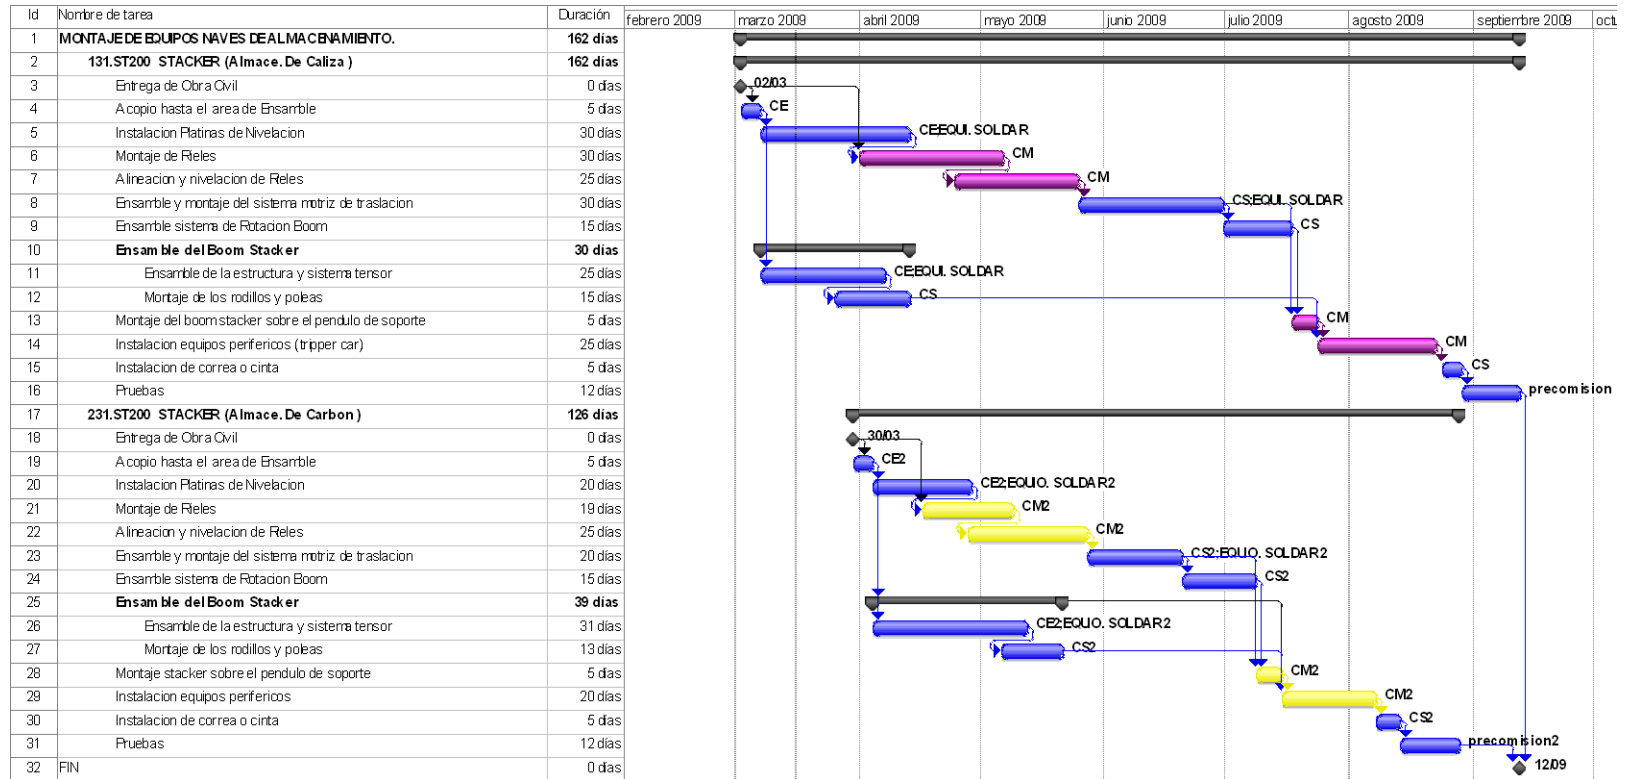 Id Nombre de tarea Duración febrero 2009 marzo 2009 abril 2009 mayo 2009 junio 2009 julio 2009 agosto 2009 septiembre 2009 octu
1 MONTAJE DE EQUIPOS NAVES DE ALMACENAMIENTO. 162 días
2 131.ST200 STACKER (Almace. De Caliza ) 162 días
3 Entrega de Obra Civil 0 días 02/03
4 Acopio hasta el area de Ensamble 5 días CE
5 Instalacion Platinas de Nivelacion 30 días CE;EQUI. SOLDAR
6 Montaje de Rieles 30 días CM
7 Alineacion y nivelacion de Reles 25 días CM
8 Ensamble y montaje del sistema motriz de traslacion 30 días CS;EQUI. SOLDAR
9 Ensamble sistema de Rotacion Boom 15 días CS
10 Ensamble del Boom Stacker 30 días
11 Ensamble de la estructura y sistema tensor 25 días CE;EQUI. SOLDAR
12 Montaje de los rodillos y poleas 15 días CS
13 Montaje del boom stacker sobre el pendulo de soporte 5 días CM
14 Instalacion equipos perifericos (tripper car) 25 días CM
15 Instalacion de correa o cinta 5 días CS
16 Pruebas 12 días precomision
17 231.ST200 STACKER (Almace. De Carbon ) 126 días
18 Entrega de Obra Civil 0 días 30/03
19 Acopio hasta el area de Ensamble 5 días CE2
20 Instalacion Platinas de Nivelacion 20 días CE2;EQUIO. SOLDAR2
21 Montaje de Rieles 19 días CM2
22 Alineacion y nivelacion de Reles 25 días CM2
23 Ensamble y montaje del sistema motriz de traslacion 20 días CS2;EQUIO. SOLDAR2
24 Ensamble sistema de Rotacion Boom 15 días CS2
25 Ensamble del Boom Stacker 39 días
26 Ensamble de la estructura y sistema tensor 31 días CE2;EQUIO. SOLDAR2
27 Montaje de los rodillos y poleas 13 días CS2
28 Montaje stacker sobre el pendulo de soporte 5 días CM2
29 Instalacion equipos perifericos 20 días CM2
30 Instalacion de correa o cinta 5 días CS2
31 Pruebas 12 días precomision2
32 FIN 0 días 12/09